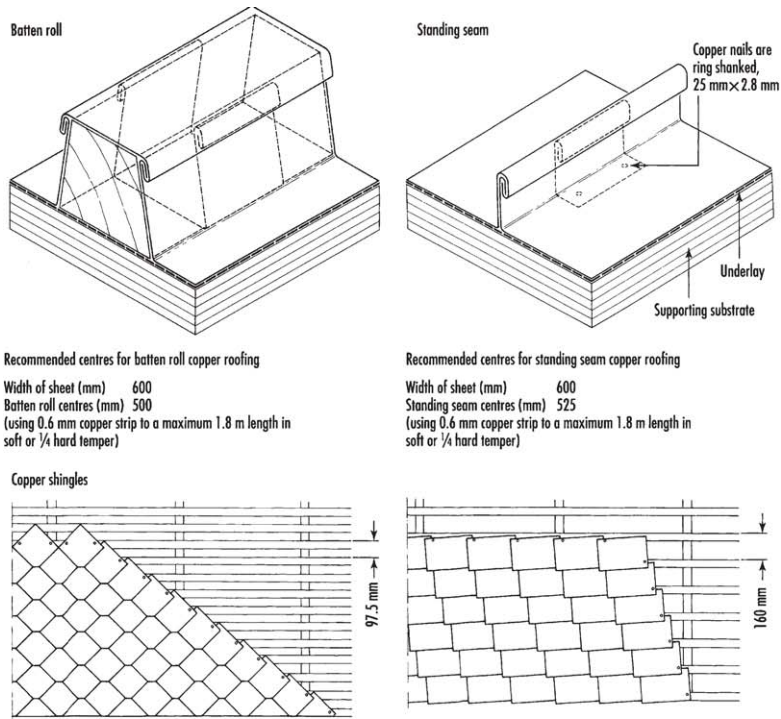 Batten roll
Standing seam
Copper nails are
ring shanked,
25 mm×2.8 mm
Underlay
Supporting substrate
Recommended centres for batten roll copper roofing
Width of sheet (mm) 600
Batten roll centres (mm) 500
(using 0.6 mm copper strip to a maximum 1.8 m length in
soft or ¼ hard temper)
Recommended centres for standing seam copper roofing
Width of sheet (mm) 600
Standing seam centres (mm) 525
(using 0.6 mm copper strip to a maximum 1.8 m length in
soft or ¼ hard temper)
Copper shingles
97.5 mm
160 mm